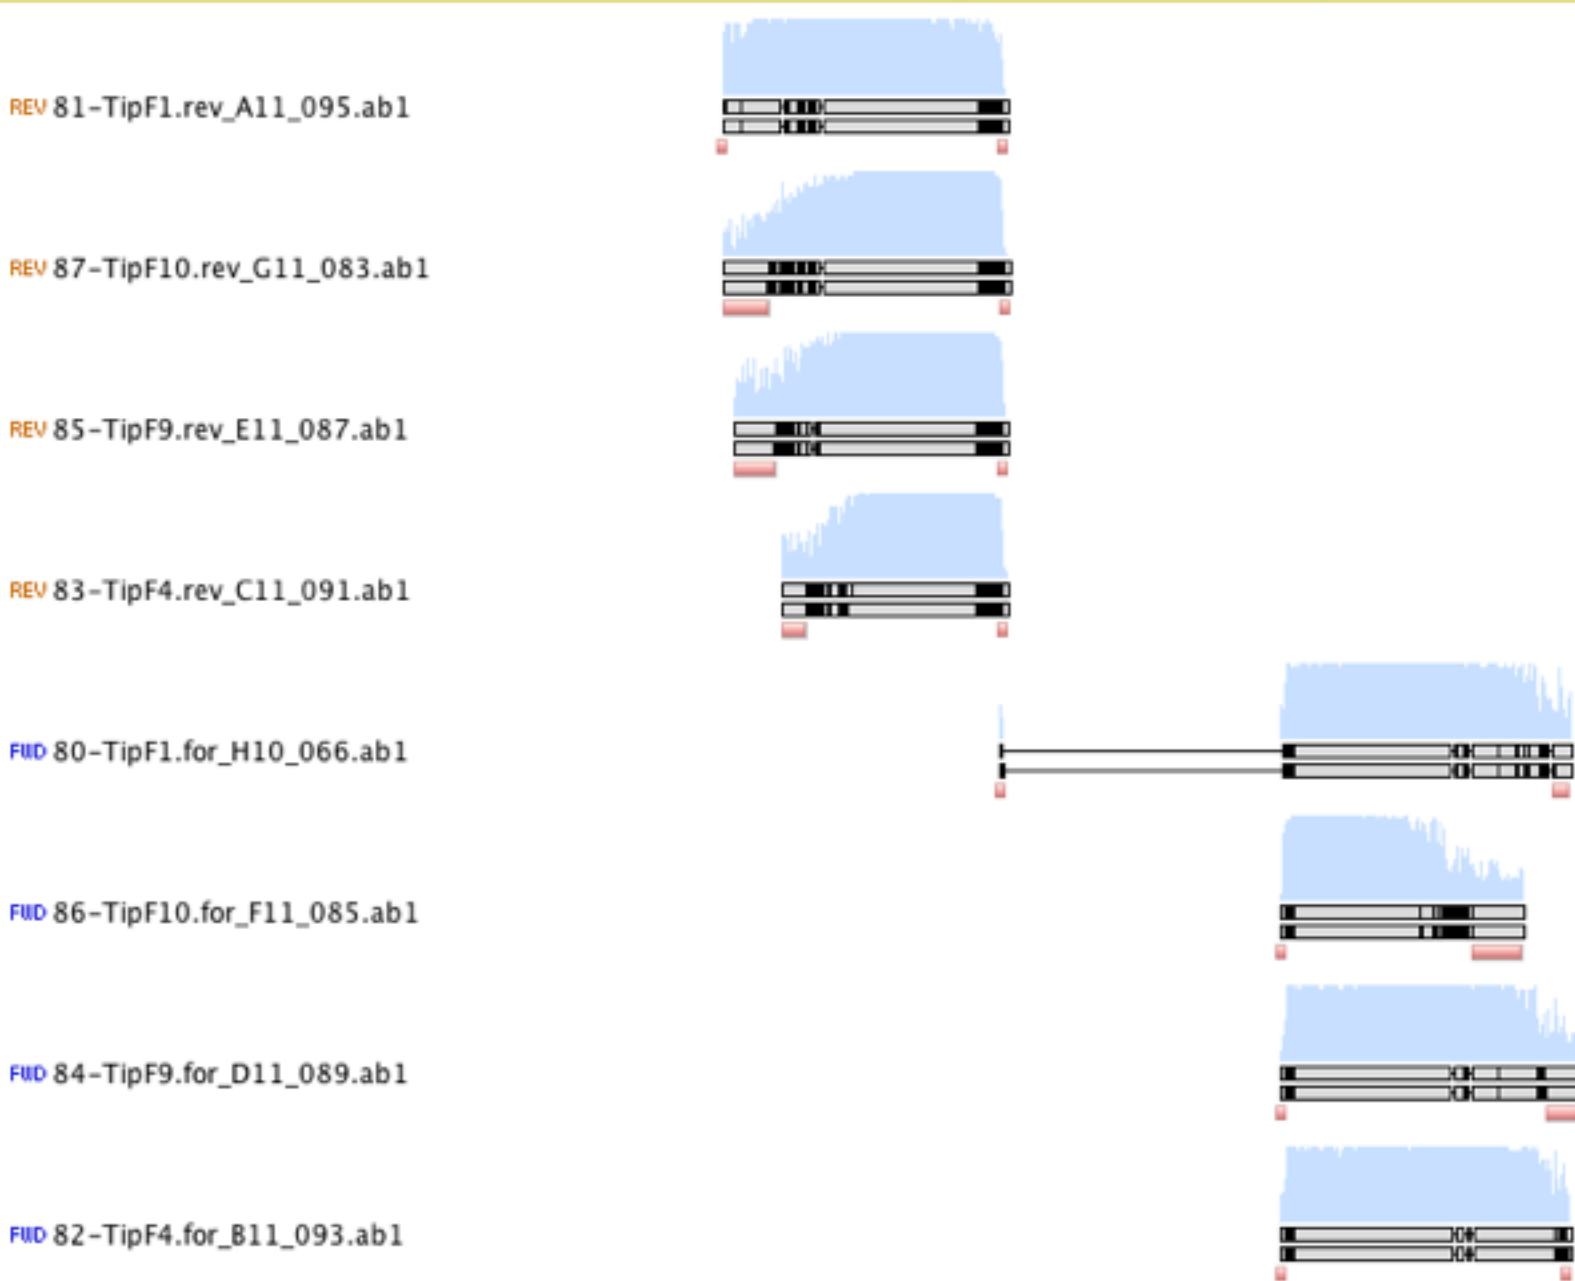 REV 81-TipF1.rev_A11_095.ab1
REV 87-TipF10.rev_G11_083.ab1
REV 85-TipF9.rev_E11_087.ab1
REV 83-TipF4.rev_C11_091.ab1
FWD 80-TipF1.for_H10_066.ab1
FWD 86-TipF10.for_F11_085.ab1
FWD 84-TipF9.for_D11_089.ab1
FWD 82-TipF4.for_B11_093.ab1